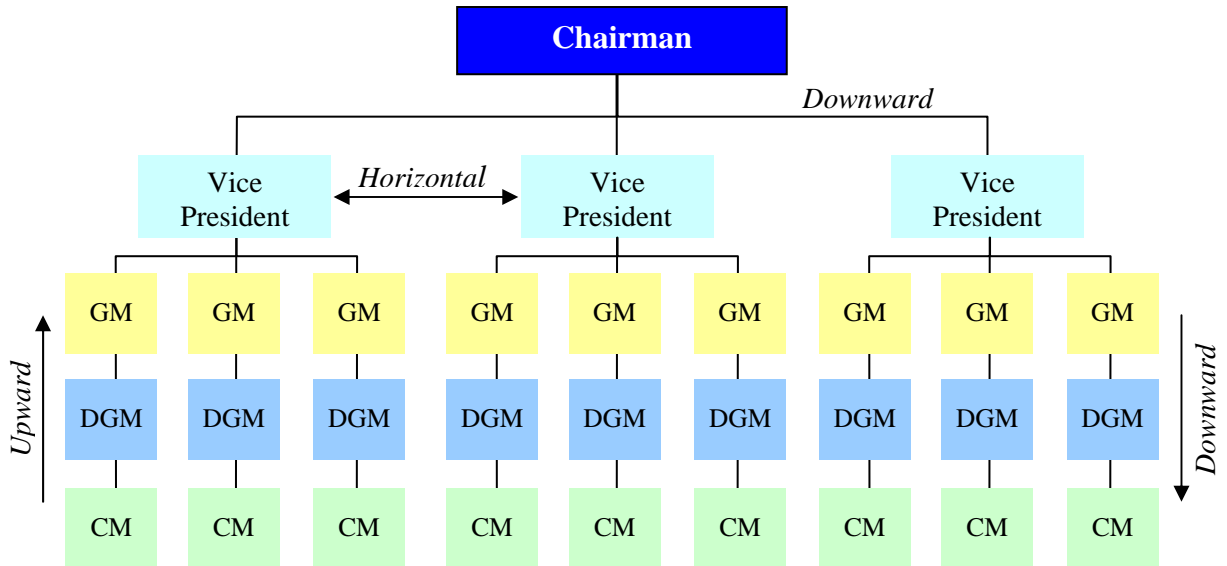 Chairman
Downward
Horizontal
Vice
President
Vice
President
Vice
President
GM GM GM GM GM GM GM GM GM
Upward
DGM DGM DGM DGM DGM DGM DGM DGM DGM
Downward
CM CM CM CM CM CM CM CM CM